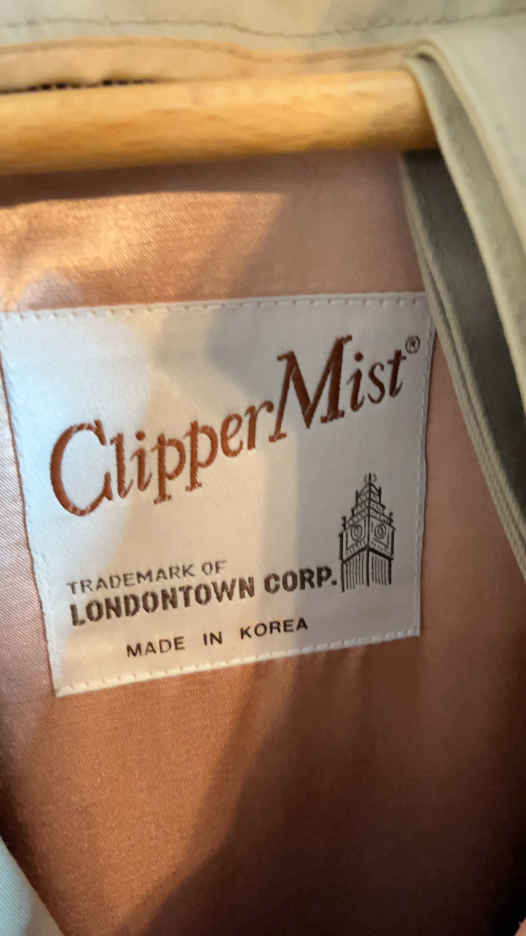 ClipperMist®
TRADEMARK OF
LONDONTOWN CORP.
MADE IN KOREA